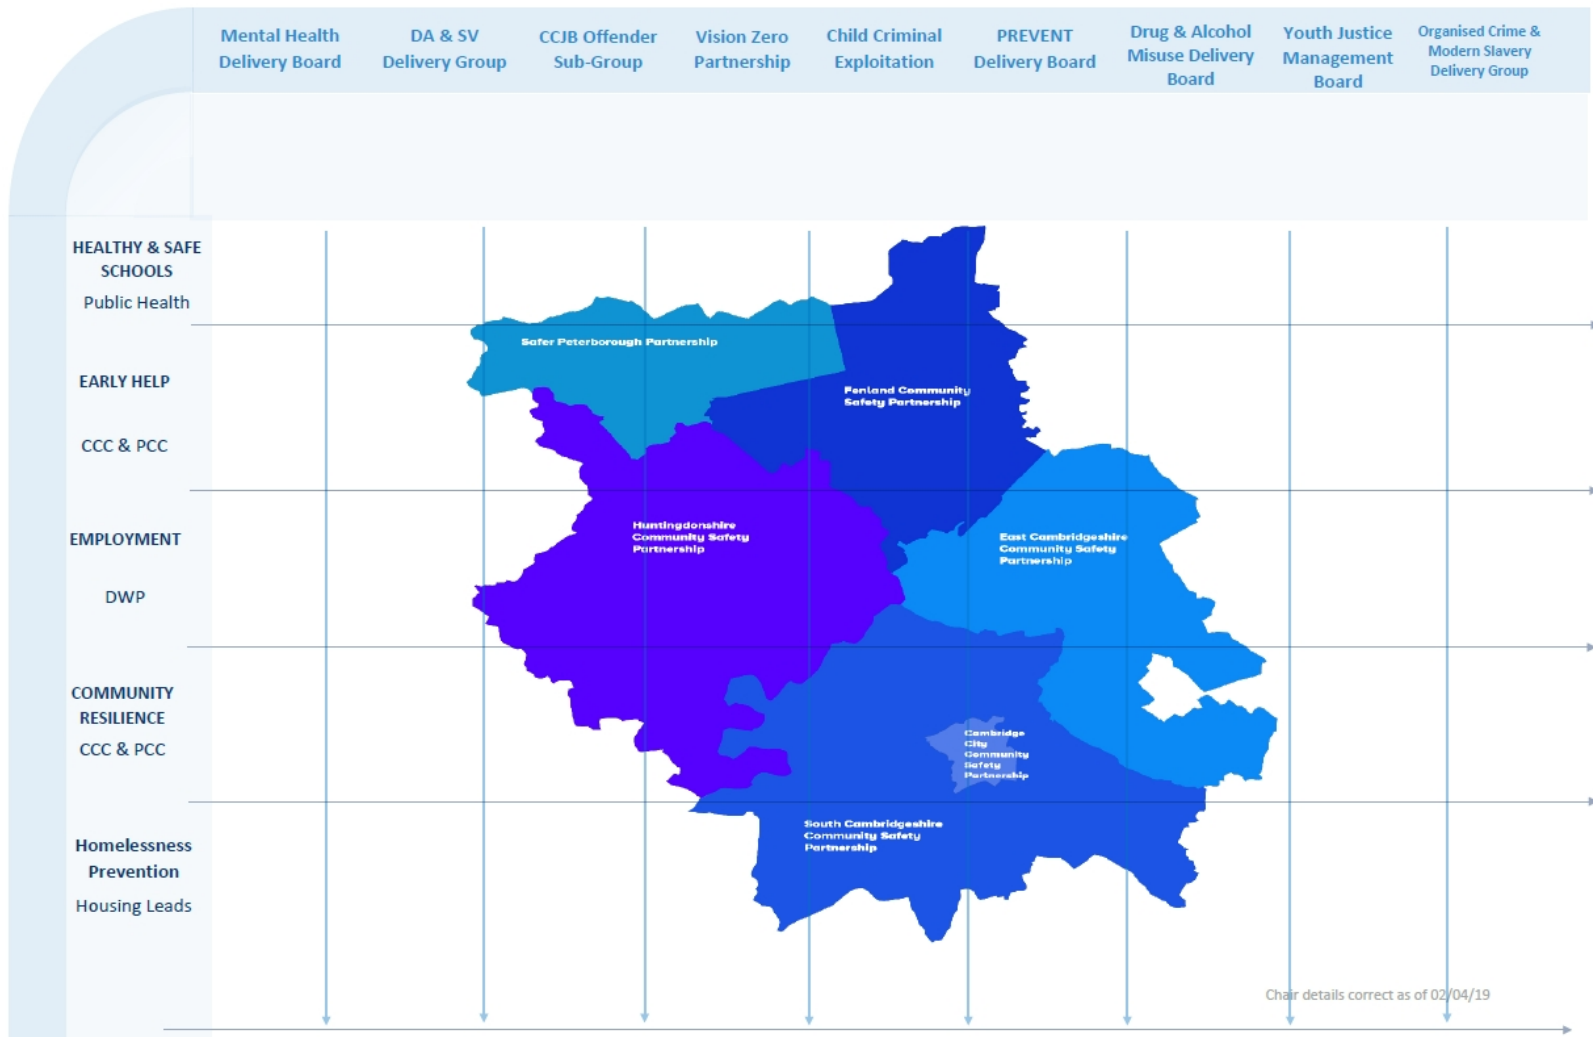 Mental Health
Delivery Board
DA & SV
Delivery Group
CCJB Offender
Sub-Group
Vision Zero
Partnership
Child Criminal
Exploitation
PREVENT
Delivery Board
Drug & Alcohol
Misuse Delivery
Board
Youth Justice
Management
Board
Organised Crime &
Modern Slavery
Delivery Group
HEALTHY & SAFE
SCHOOLS
Public Health
EARLY HELP
CCC & PCC
EMPLOYMENT
DWP
COMMUNITY
RESILIENCE
CCC & PCC
Homelessness
Prevention
Housing Leads
Safer Peterborough Partnership
Fenland Community
Safety Partnership
Huntingdonshire
Community Safety
Partnership
East Cambridgeshire
Community Safety
Partnership
Cambridge
City
Community
Safety
Partnership
South Cambridgeshire
Community Safety
Partnership
Chair details correct as of 02/04/19